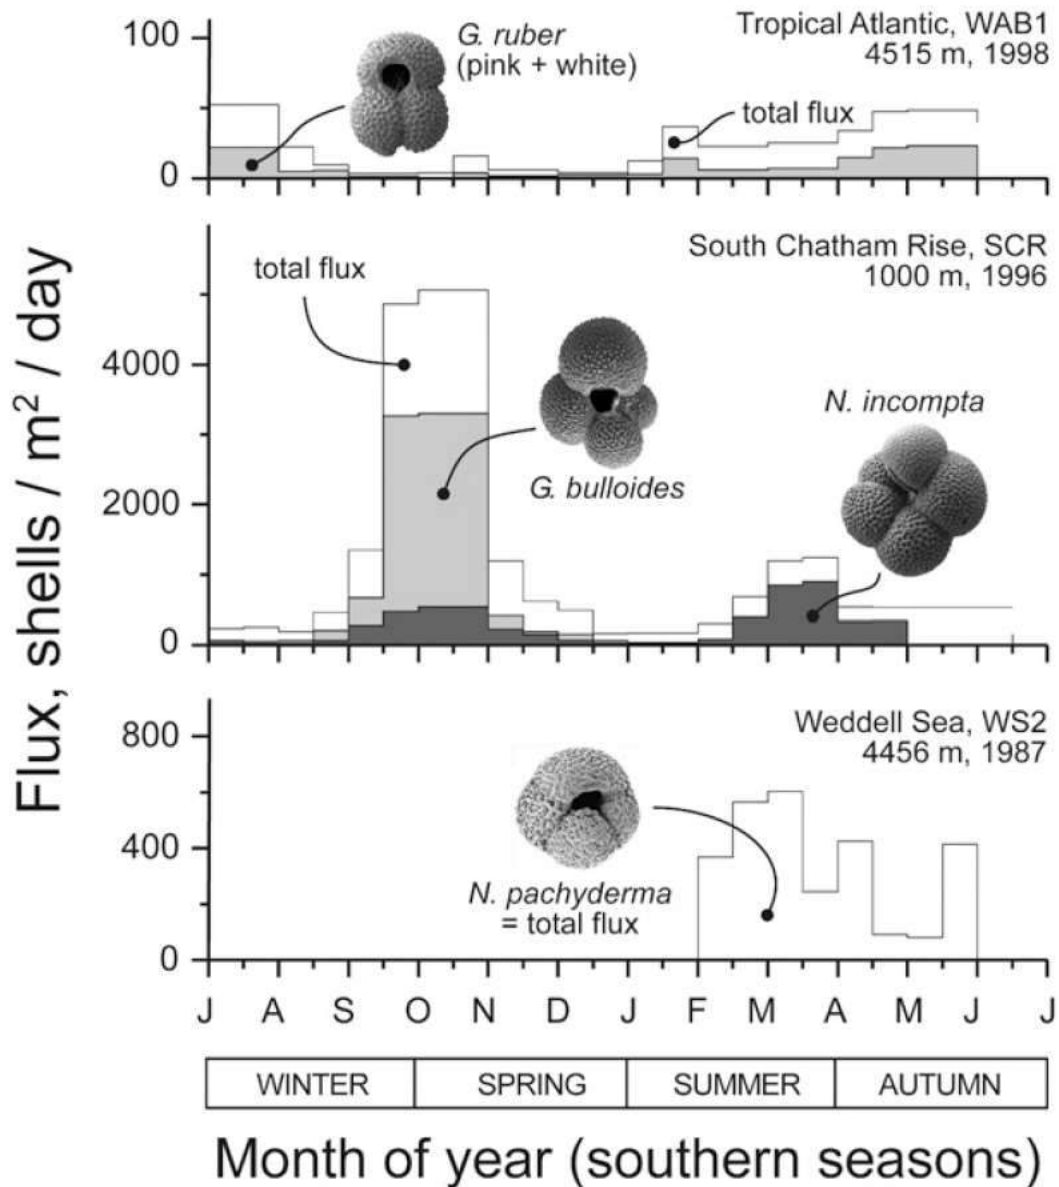 Flux, shells / m² / day
Tropical Atlantic, WAB1
4515 m, 1998
G. ruber
(pink + white)
total flux
100
0
South Chatham Rise, SCR
1000 m, 1996
total flux
G. bulloides
N. incompta
4000
2000
0
Weddell Sea, WS2
4456 m, 1987
N. pachyderma
= total flux
800
400
0
J A S O N D J F M A M J J
WINTER SPRING SUMMER AUTUMN
Month of year (southern seasons)